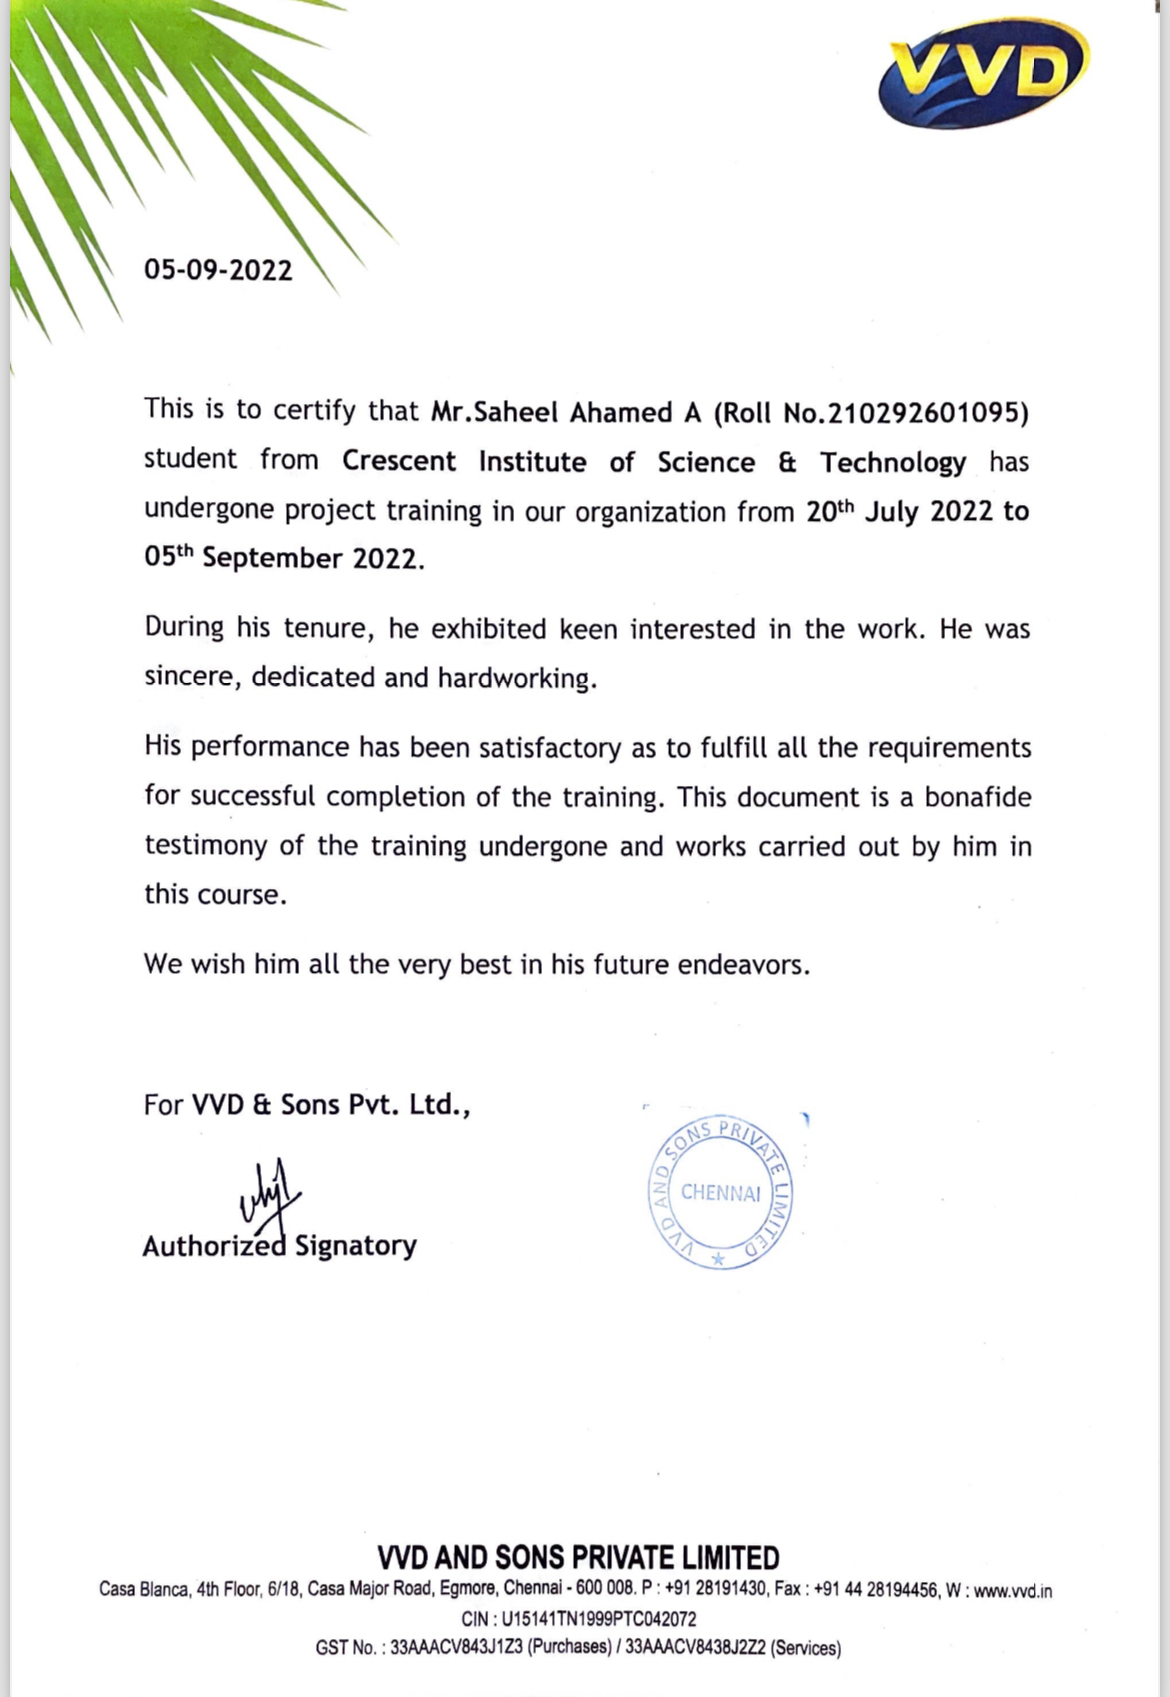 VVD
05-09-2022
This is to certify that Mr.Saheel Ahamed A (Roll No.210292601095)
student from Crescent Institute of Science & Technology has
undergone project training in our organization from 20th July 2022 to
05th September 2022.
During his tenure, he exhibited keen interested in the work. He was
sincere, dedicated and hardworking.
His performance has been satisfactory as to fulfill all the requirements
for successful completion of the training. This document is a bonafide
testimony of the training undergone and works carried out by him in
this course.
We wish him all the very best in his future endeavors.
For VVD & Sons Pvt. Ltd.,
VVD AND SONS PRIVATE LIMITED
CHENNAI
Authorized Signatory
VVD AND SONS PRIVATE LIMITED
Casa Blanca, 4th Floor, 6/18, Casa Major Road, Egmore, Chennai - 600 008. P : +91 28191430, Fax : +91 44 28194456, W : www.vvd.in
CIN : U15141TN1999PTC042072
GST No. : 33AAACV843J1Z3 (Purchases) / 33AAACV8438J2Z2 (Services)